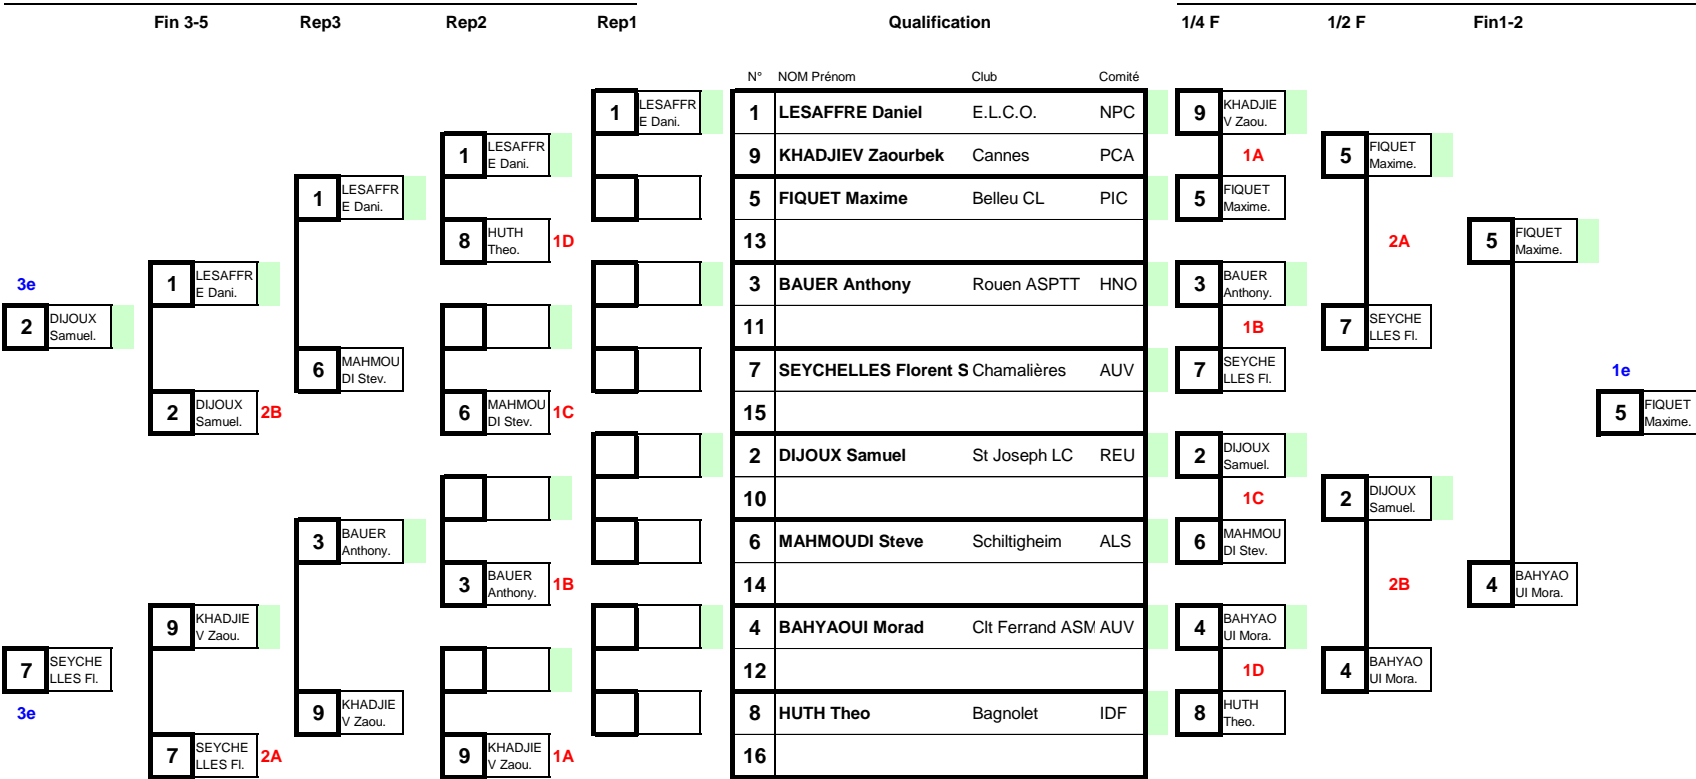 Fin 3-5 Rep3 Rep2 Rep1 Qualification 1/4 F 1/2 F Fin1-2
N° NOM Prénom Club Comité
1 LESAFFR
E Dani.
1 LESAFFRE Daniel E.L.C.O. NPC
9 KHADJIE
V Zaou.
1 LESAFFR
E Dani.
9 KHADJIEV Zaourbek Cannes PCA
1A
5 FIQUET
Maxime.
1 LESAFFR
E Dani.
5 FIQUET Maxime Belleu CL PIC
5 FIQUET
Maxime.
8 HUTH
Theo.
1D
13
2A
5 FIQUET
Maxime.
3e
1 LESAFFR
E Dani.
3 BAUER Anthony Rouen ASPTT HNO
3 BAUER
Anthony.
2 DIJOUX
Samuel.
11
1B
7 SEYCHE
LLES Fl.
6 MAHMOU
DI Stev.
7 SEYCHELLES Florent S Chamalières AUV
7 SEYCHE
LLES Fl.
1e
2 DIJOUX
Samuel.
2B
6 MAHMOU
DI Stev.
1C
15
5 FIQUET
Maxime.
2 DIJOUX Samuel St Joseph LC REU
2 DIJOUX
Samuel.
10
1C
2 DIJOUX
Samuel.
3 BAUER
Anthony.
6 MAHMOUDI Steve Schiltigheim ALS
6 MAHMOU
DI Stev.
3 BAUER
Anthony.
1B
14
2B
4 BAHYAO
UI Mora.
9 KHADJIE
V Zaou.
4 BAHYAOUI Morad Clt Ferrand ASM AUV
4 BAHYAO
UI Mora.
7 SEYCHE
LLES Fl.
12
1D
4 BAHYAO
UI Mora.
3e
9 KHADJIE
V Zaou.
8 HUTH Theo Bagnolet IDF
8 HUTH
Theo.
7 SEYCHE
LLES Fl.
2A
9 KHADJIE
V Zaou.
1A
16